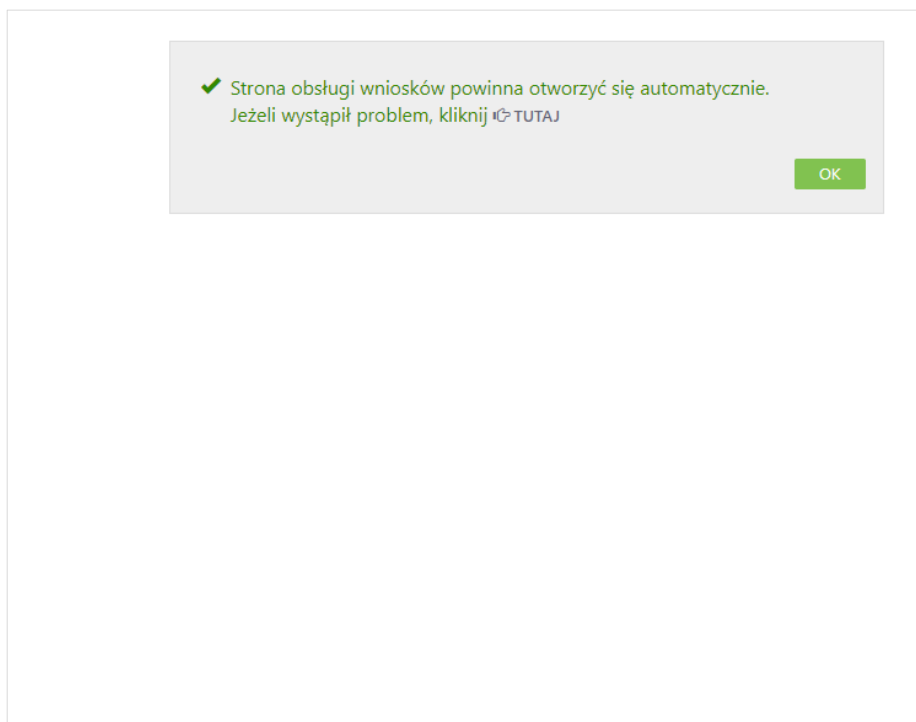 Strona obsługi wniosków powinna otworzyć się automatycznie.
Jeżeli wystąpił problem, kliknij TUTAJ
OK